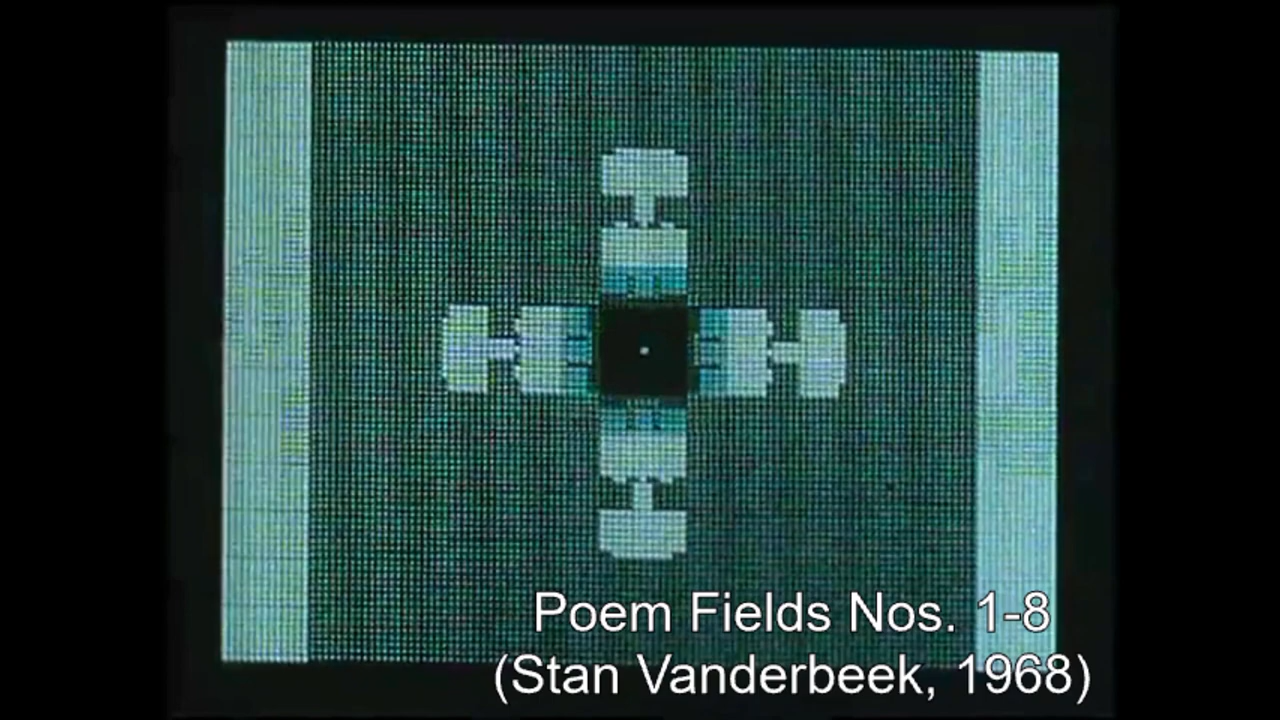 Poem Fields Nos. 1-8
(Stan Vanderbeek, 1968)